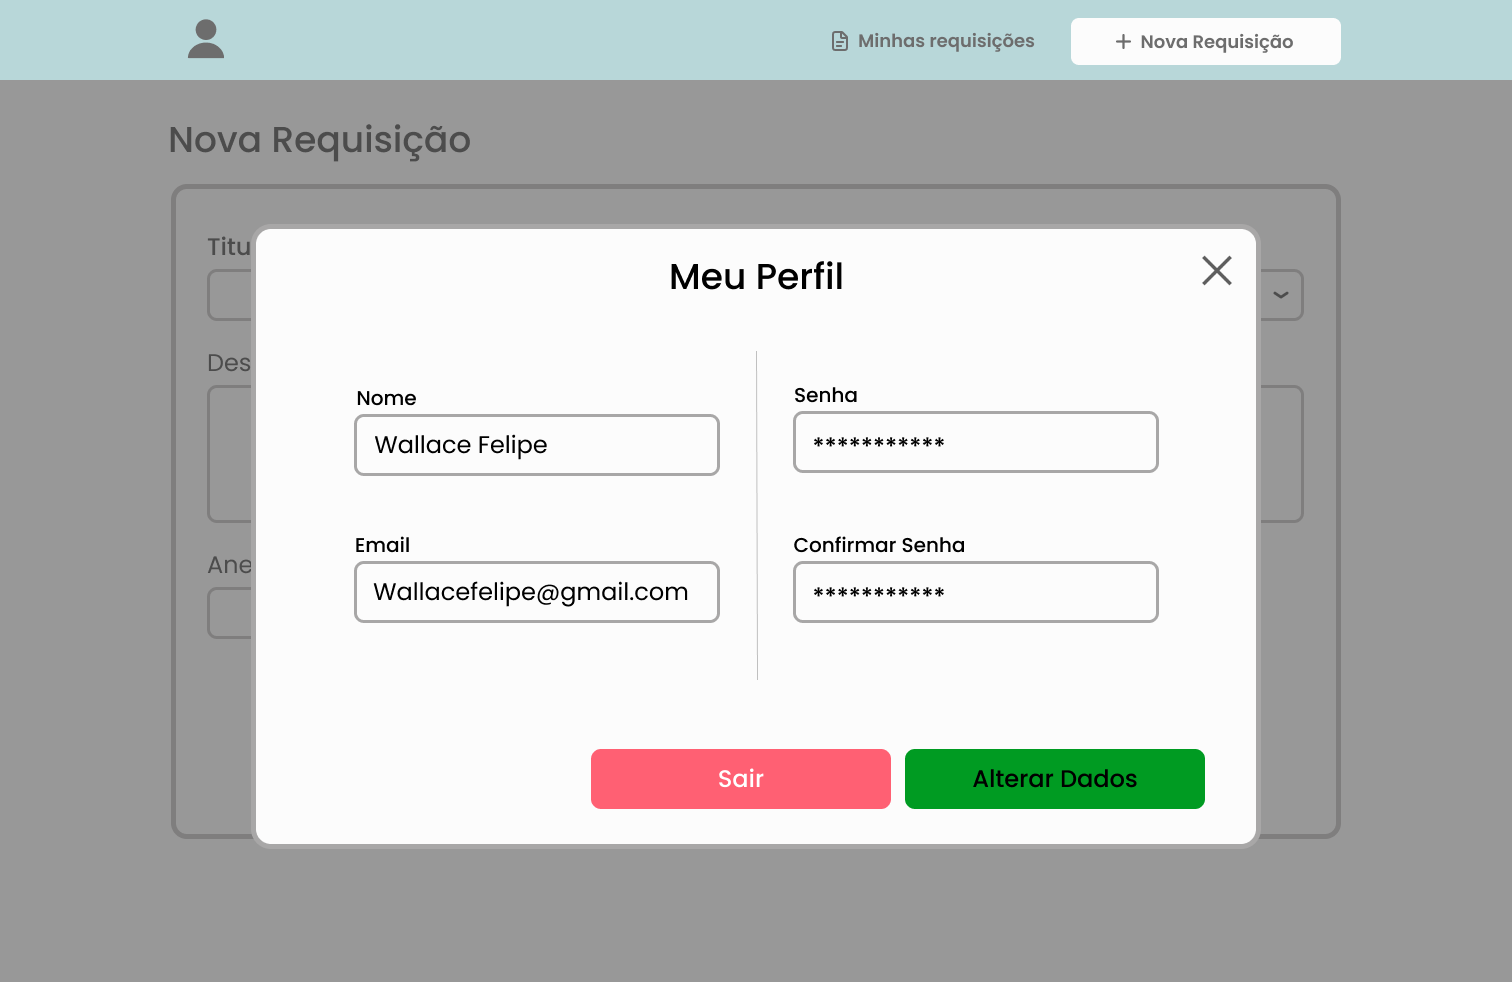 Minhas requisições
Nova Requisição
Nova Requisição
Titu
Meu Perfil
Des
Nome
Wallace Felipe
Senha
***********
Ane
Email
Wallacefelipe@gmail.com
Confirmar Senha
***********
Sair
Alterar Dados